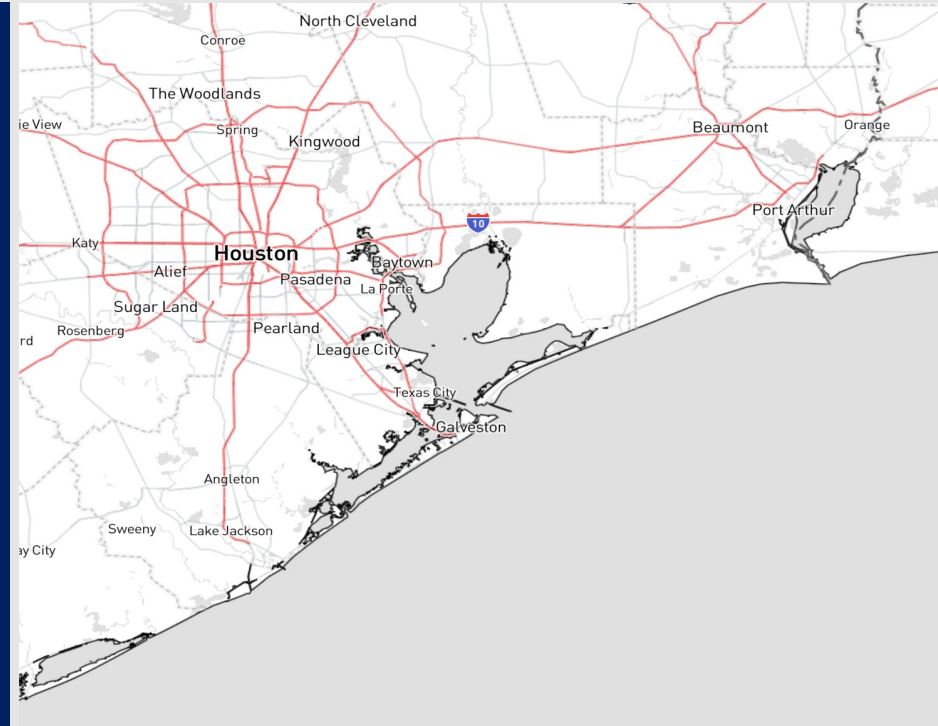 North Cleveland
Conroe
The Woodlands
ie View
Spring
Kingwood
Beaumont
Orange
Port Arthur
10
Katy
Houston
Baytown
Alief
Pasadena
La Porte
Sugar Land
Rosenberg
Pearland
rd
League City
Texas City
Galveston
Angleton
Sweeny
Lake Jackson
ay City